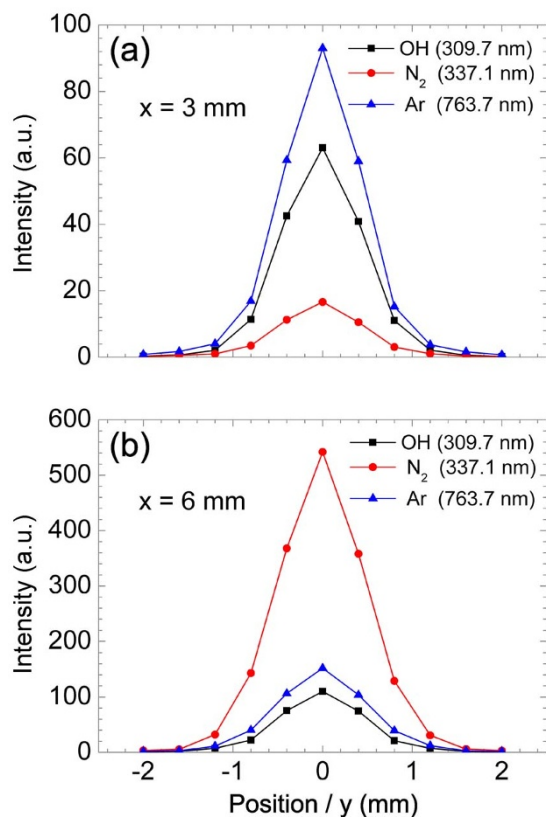 (a)
x = 3 mm
OH (309.7 nm)
N₂ (337.1 nm)
Ar (763.7 nm)
Intensity (a.u.)
100
80
60
40
20
0
(b)
x = 6 mm
OH (309.7 nm)
N₂ (337.1 nm)
Ar (763.7 nm)
Intensity (a.u.)
600
500
400
300
200
100
0
-2 -1 0 1 2
Position / y (mm)